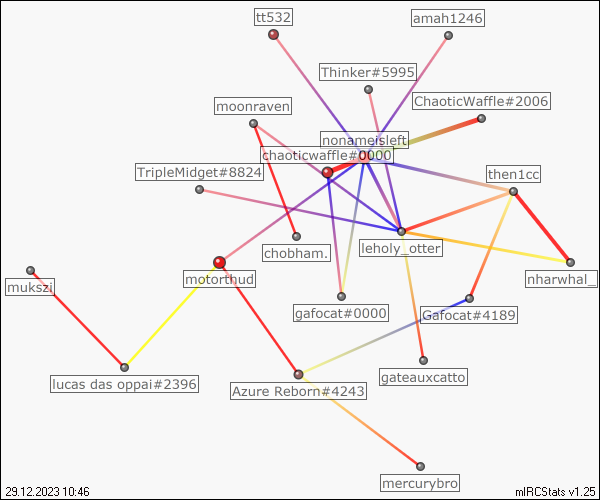 tt532
amah1246
Thinker#5995
moonraven
ChaoticWaffle#2006
nonameisleft
chaoticwaffle#0000
TripleMidget#8824
then1cc
chobham.
leholy_otter
motorthud
nharwhal_
mukszi
gafocat#0000
Gafocat#4189
lucas das oppai#2396
Azure Reborn#4243
gateauxcatto
mercurybro
29.12.2023 10:46
mIRCStats v1.25